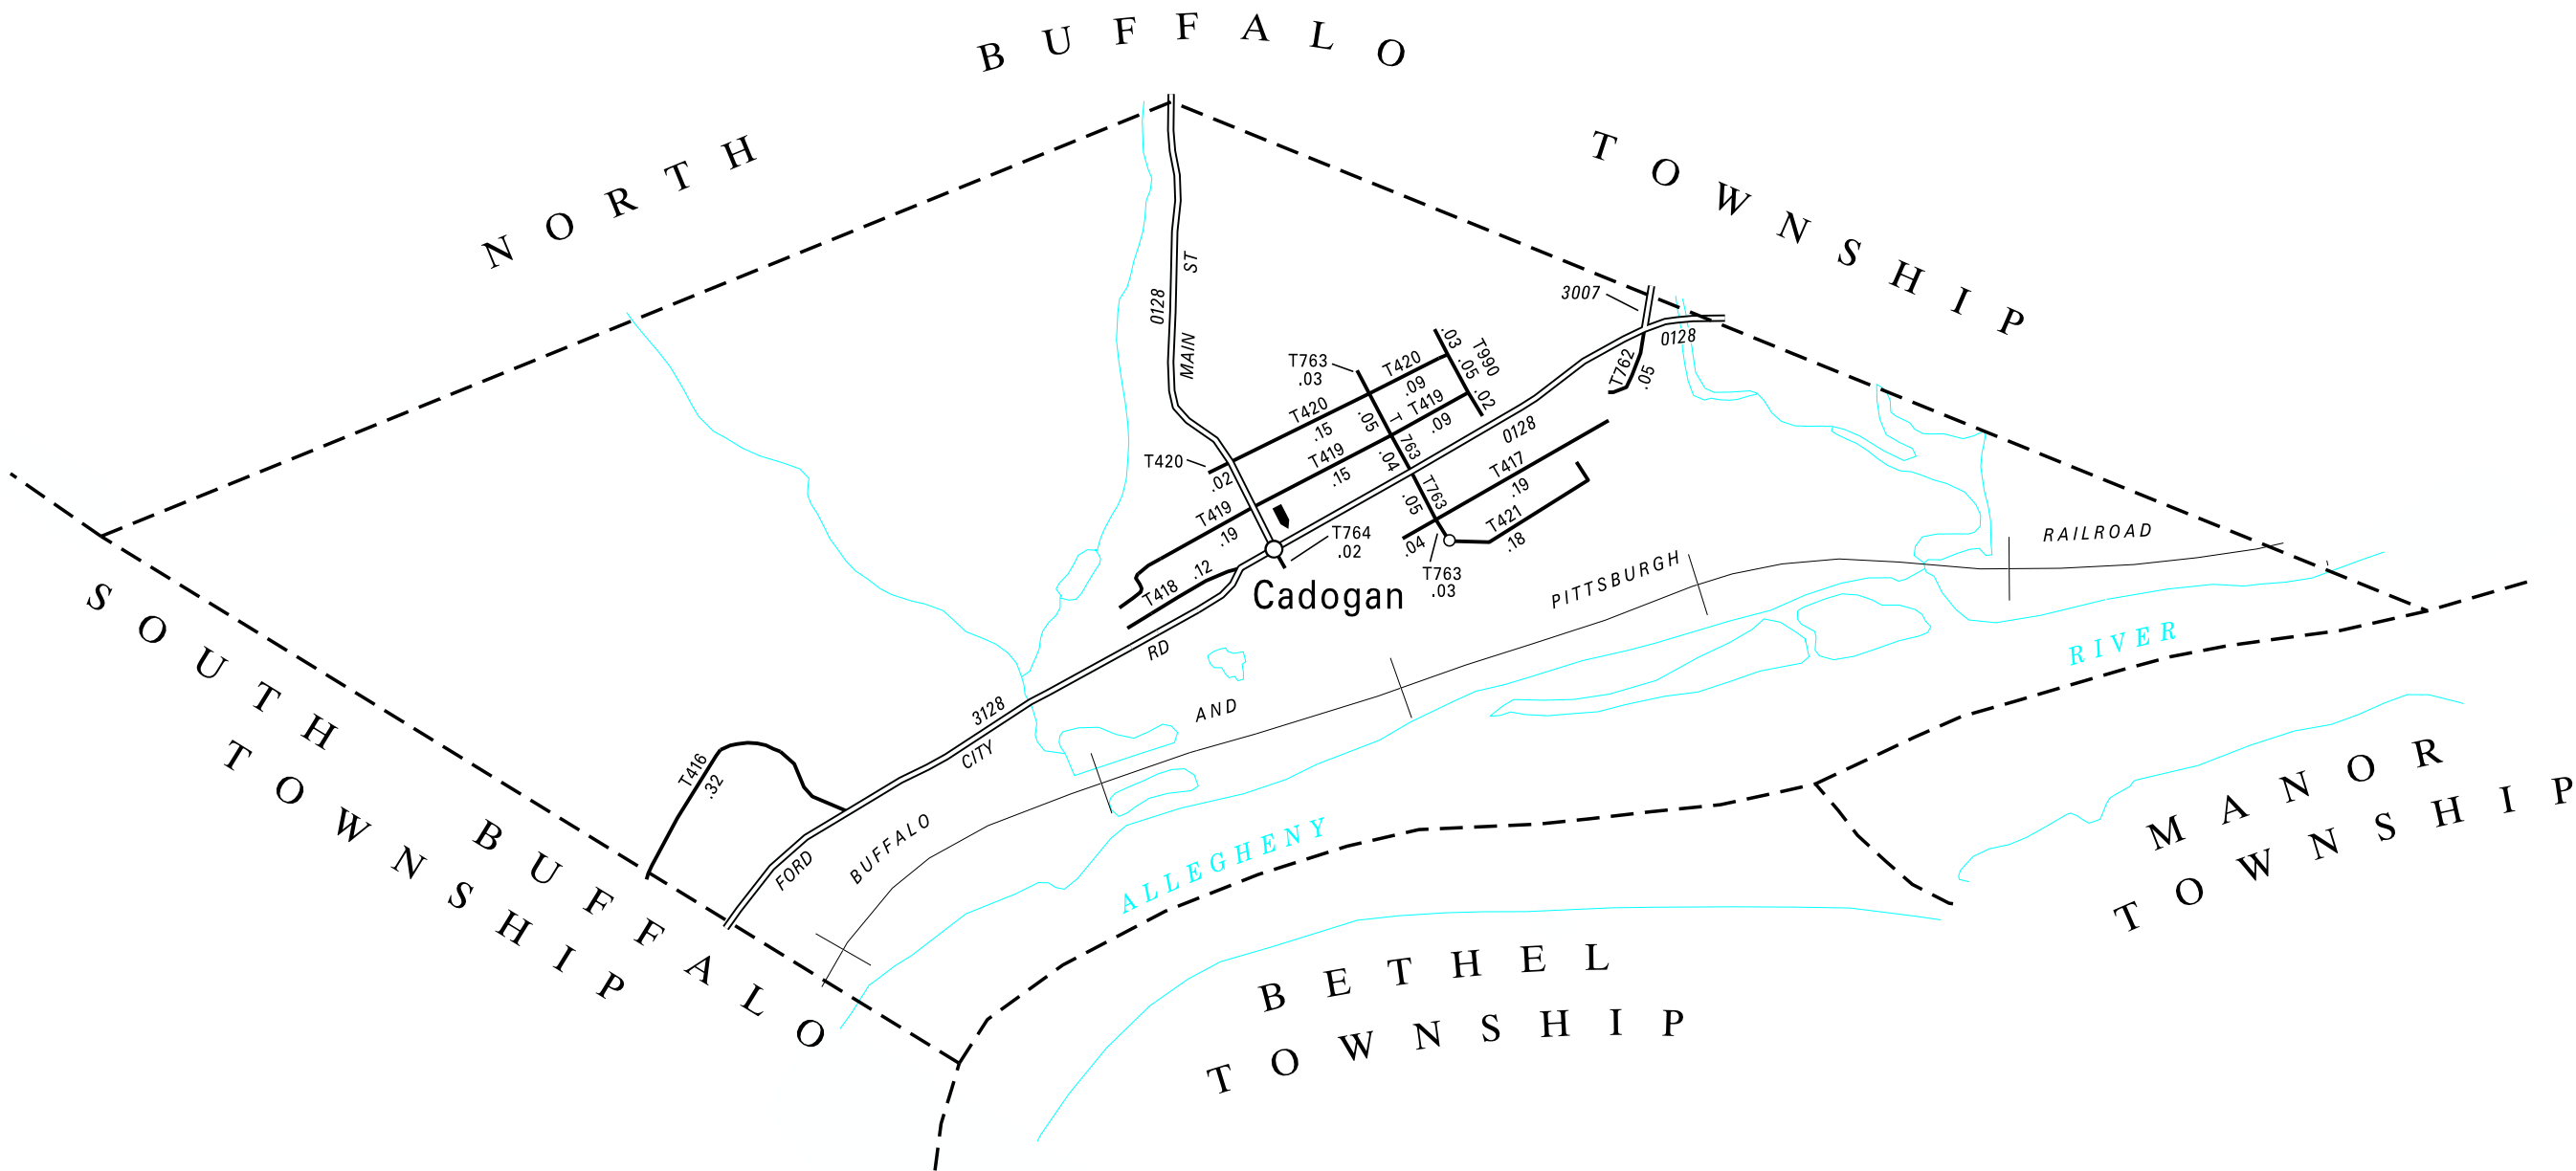 NORTH BUFFALO TOWNSHIP
3007
0128
0128
MAIN ST
T762
.05
T990
.03
.05
.02
T763
.03
T420
.09
T420
.15
T420
.02
T419
.09
T419
.15
T419
.19
T 763
.05
.04
T763
.05
0128
T417
.19
.04
T421
.18
T763
.03
T764
.02
T418
.12
Cadogan
RAILROAD
PITTSBURGH
AND
BUFFALO
3128
FORD CITY RD
T416
.32
ALLEGHENY RIVER
SOUTH BUFFALO
TOWNSHIP
MANOR
TOWNSHIP
BETHEL
TOWNSHIP